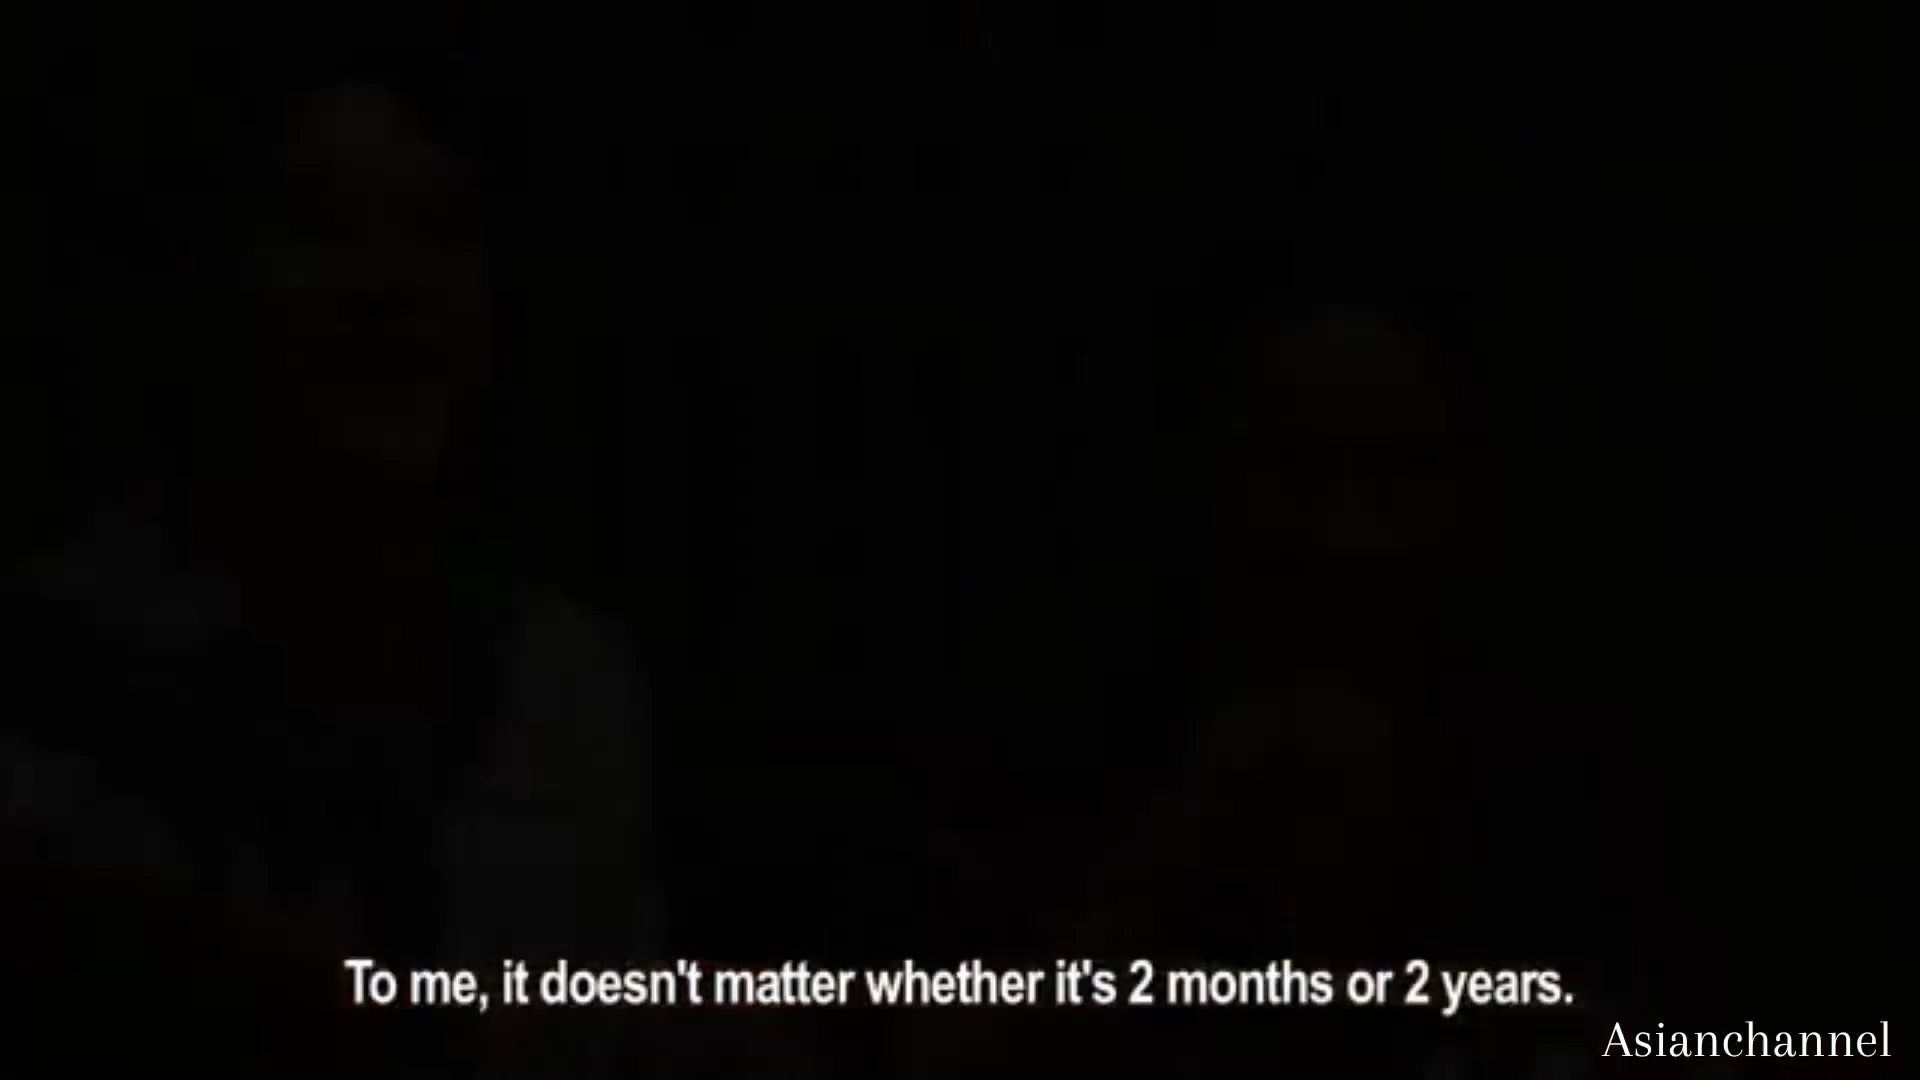 To me, it doesn't matter whether it's 2 months or 2 years.
Asianchannel